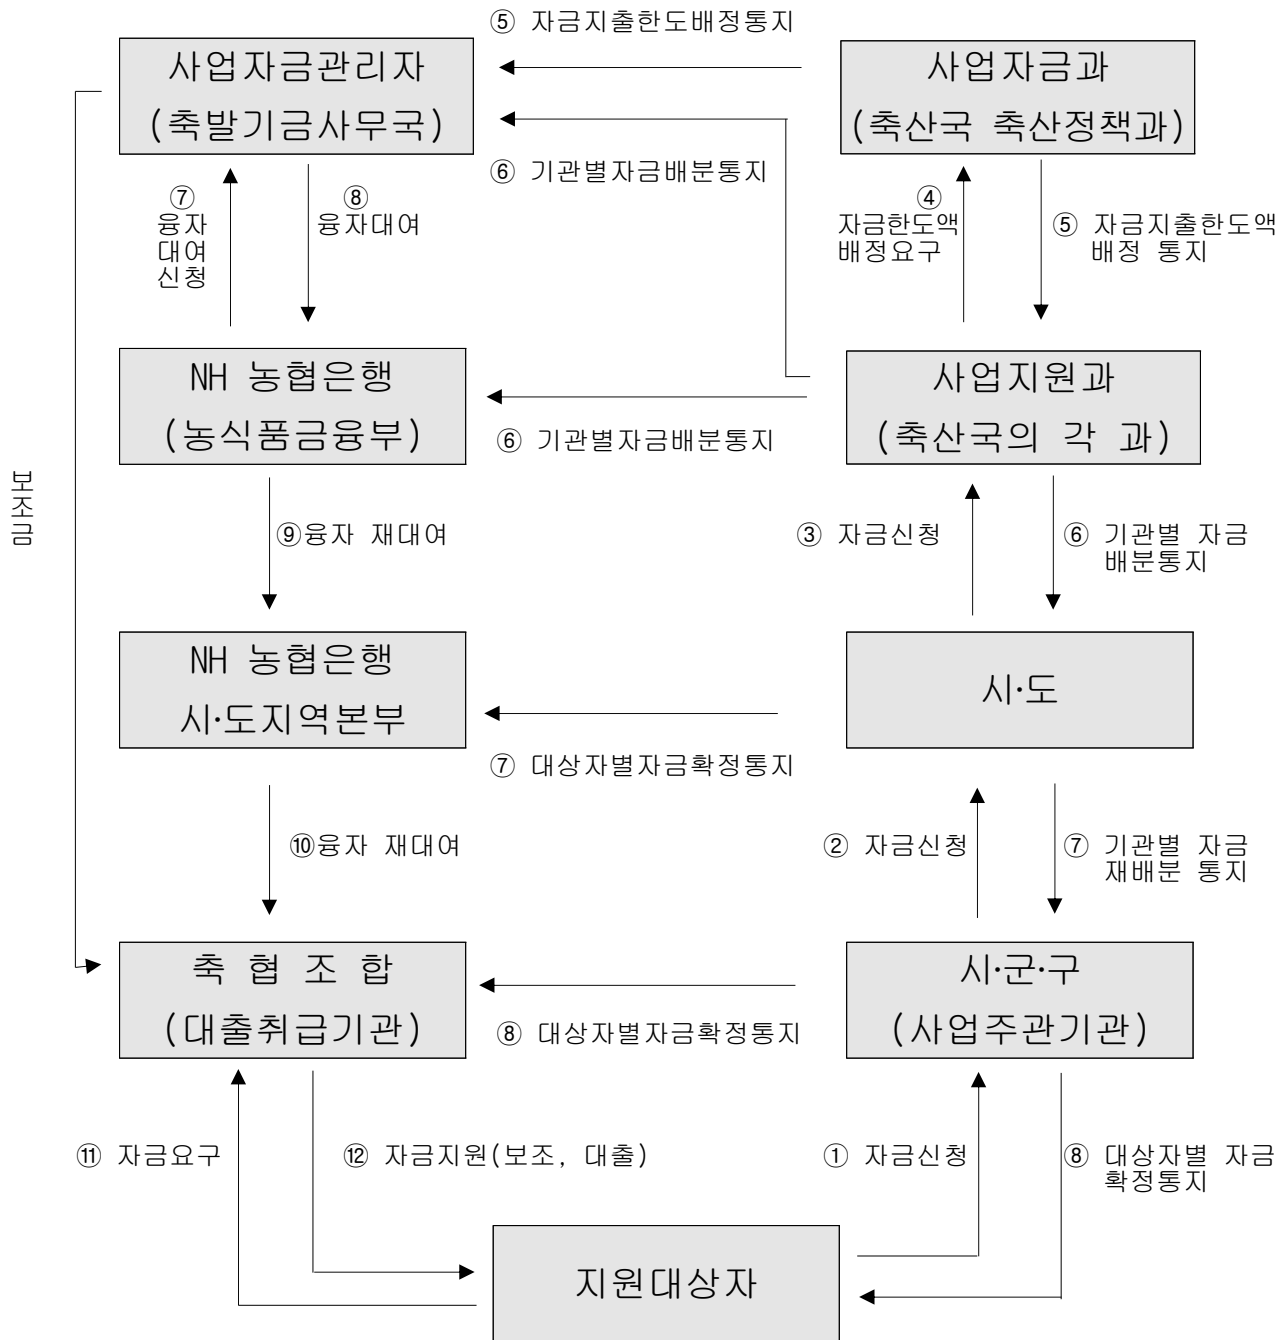 ⑤ 자금지출한도배정통지
사업자금관리자
(축발기금사무국)
사업자금과
(축산국 축산정책과)
⑥ 기관별자금배분통지
⑦
융자
대여
신청
⑧
융자대여
④
자금한도액
배정요구
⑤ 자금지출한도액
배정 통지
NH 농협은행
(농식품금융부)
사업지원과
(축산국의 각 과)
⑥ 기관별자금배분통지
보조금
⑨융자 재대여
③ 자금신청
⑥ 기관별 자금
배분통지
NH 농협은행
시·도지역본부
시·도
⑦ 대상자별자금확정통지
⑩융자 재대여
② 자금신청
⑦ 기관별 자금
재배분 통지
축 협 조 합
(대출취급기관)
시·군·구
(사업주관기관)
⑧ 대상자별자금확정통지
⑪ 자금요구
⑫ 자금지원(보조, 대출)
① 자금신청
⑧ 대상자별 자금
확정통지
지원대상자